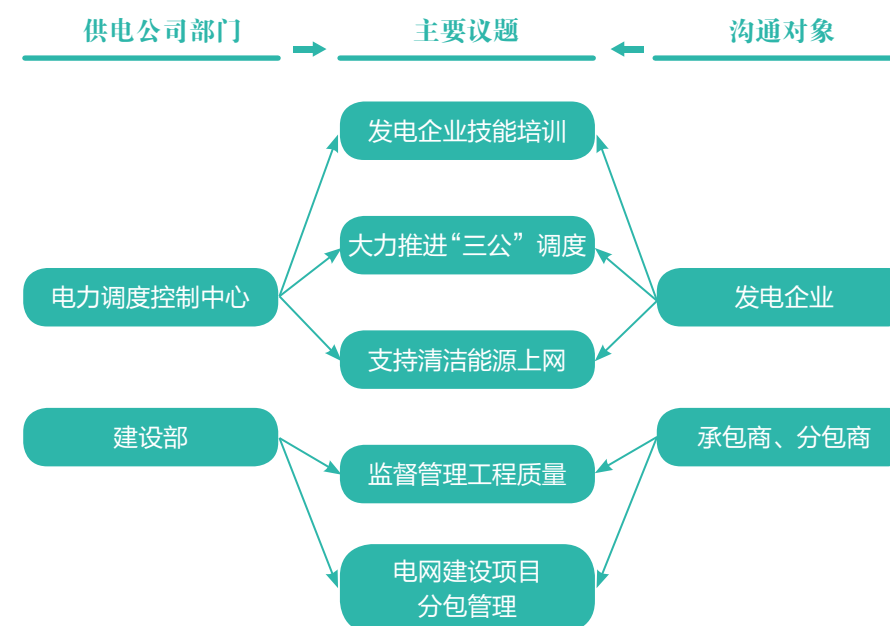 供电公司部门
主要议题
沟通对象
发电企业技能培训
大力推进“三公”调度
电力调度控制中心
发电企业
支持清洁能源上网
建设部
承包商、分包商
监督管理工程质量
电网建设项目
分包管理